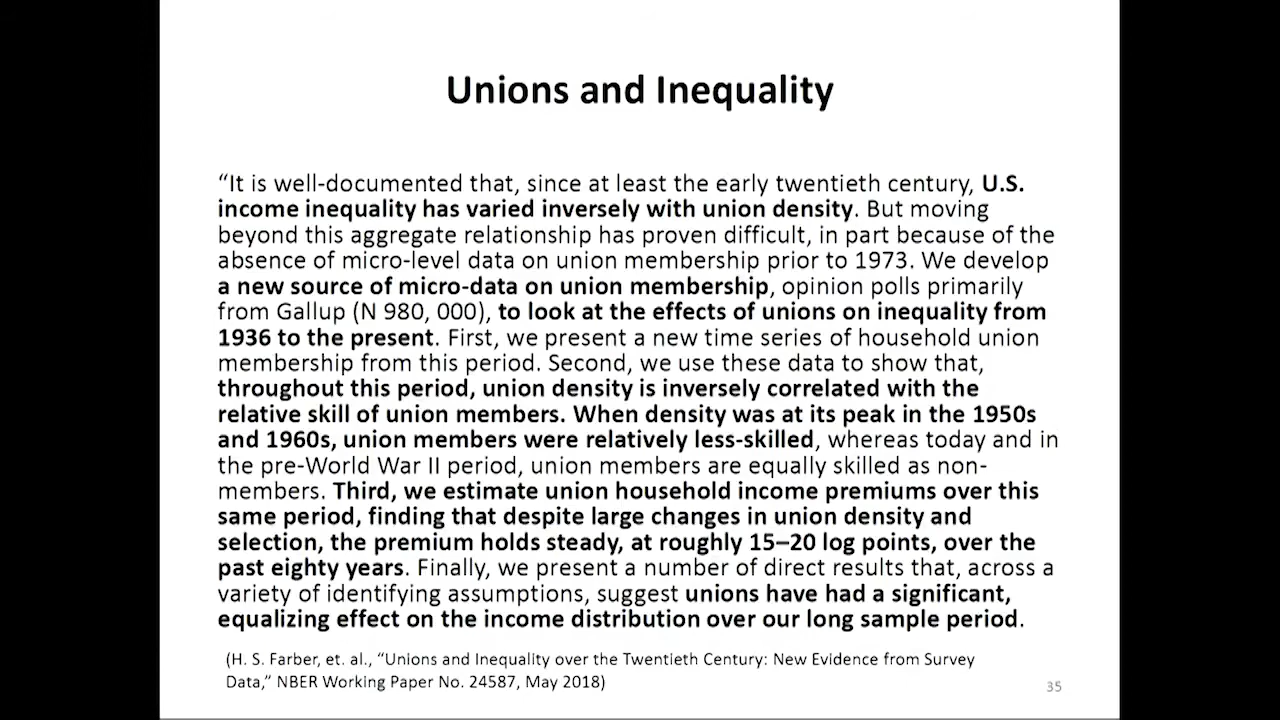 Unions and Inequality
“It is well-documented that, since at least the early twentieth century, U.S.
income inequality has varied inversely with union density. But moving
beyond this aggregate relationship has proven difficult, in part because of the
absence of micro-level data on union membership prior to 1973. We develop
a new source of micro-data on union membership, opinion polls primarily
from Gallup (N 980, 000), to look at the effects of unions on inequality from
1936 to the present. First, we present a new time series of household union
membership from this period. Second, we use these data to show that,
throughout this period, union density is inversely correlated with the
relative skill of union members. When density was at its peak in the 1950s
and 1960s, union members were relatively less-skilled, whereas today and in
the pre-World War II period, union members are equally skilled as non-
members. Third, we estimate union household income premiums over this
same period, finding that despite large changes in union density and
selection, the premium holds steady, at roughly 15–20 log points, over the
past eighty years. Finally, we present a number of direct results that, across a
variety of identifying assumptions, suggest unions have had a significant,
equalizing effect on the income distribution over our long sample period.
(H. S. Farber, et. al., “Unions and Inequality over the Twentieth Century: New Evidence from Survey
Data,” NBER Working Paper No. 24587, May 2018)
35